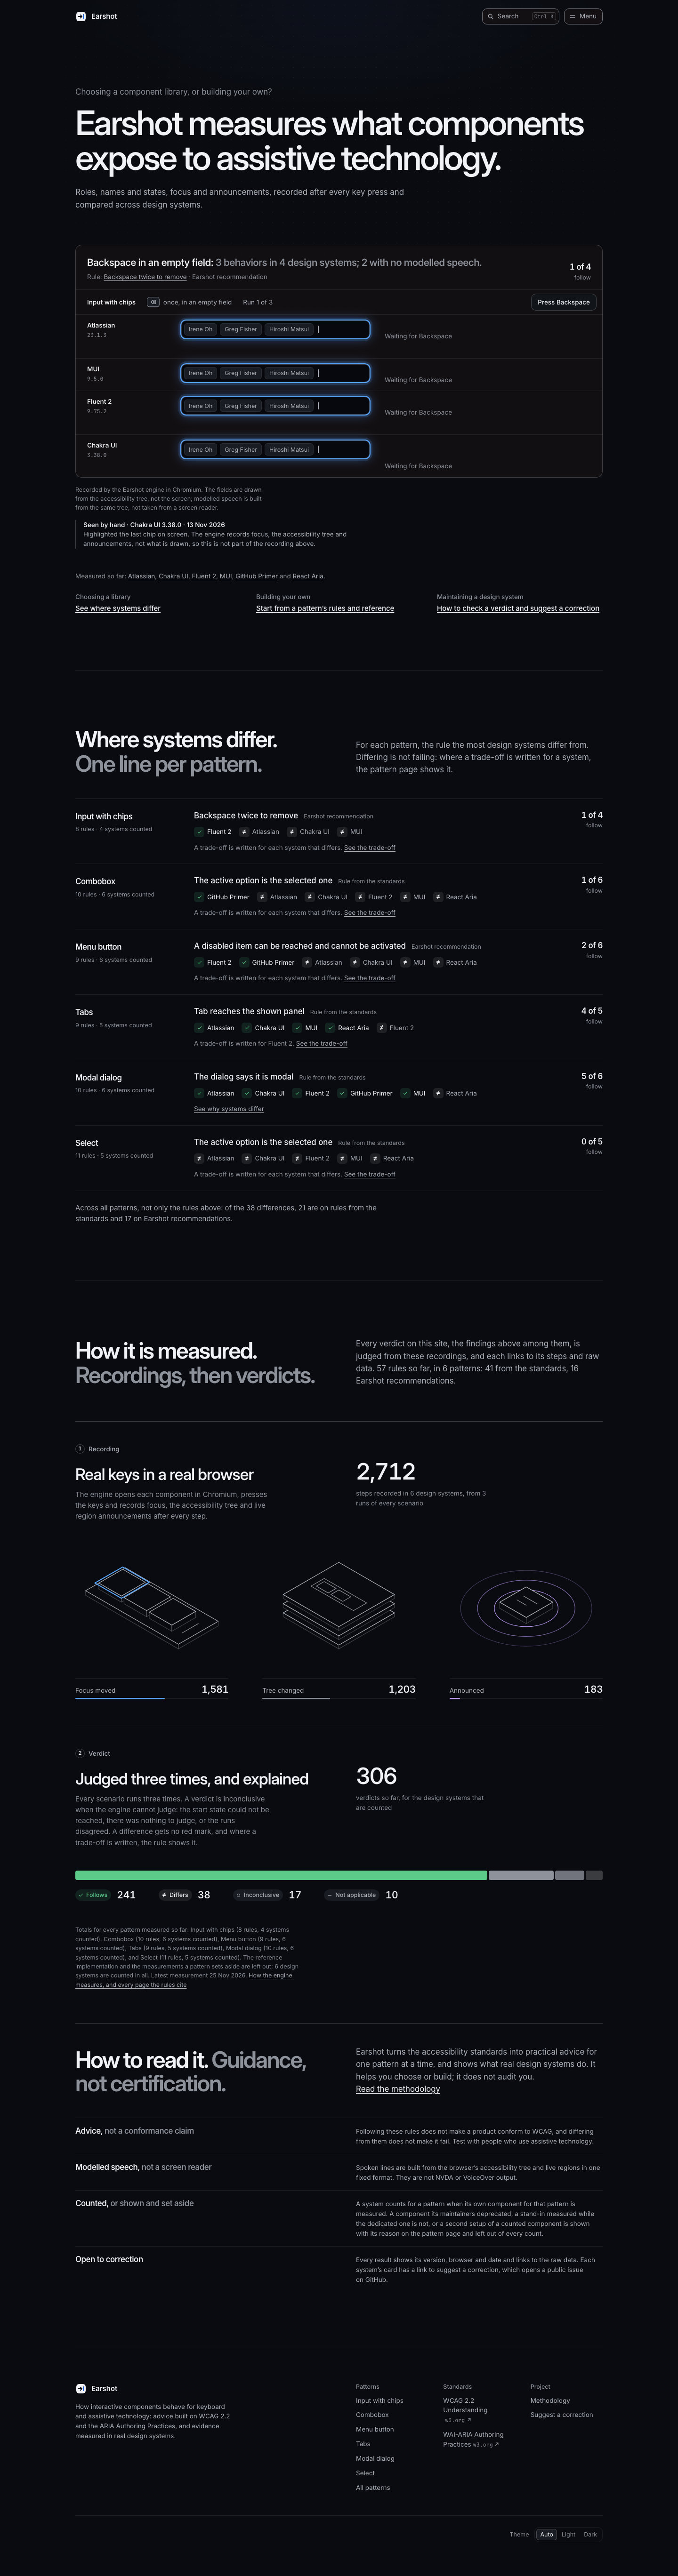 Earshot
Search Ctrl K
Menu
Choosing a component library, or building your own?
Earshot measures what components
expose to assistive technology.
Roles, names and states, focus and announcements, recorded after every key press and
compared across design systems.
Backspace in an empty field: 3 behaviors in 4 design systems; 2 with no modelled speech.
1 of 4
follow
Rule: Backspace twice to remove · Earshot recommendation
Input with chips once, in an empty field Run 1 of 3 Press Backspace
Atlassian
23.1.3
Irene Oh Greg Fisher Hiroshi Matsui
Waiting for Backspace
MUI
9.5.0
Irene Oh Greg Fisher Hiroshi Matsui
Waiting for Backspace
Fluent 2
9.75.2
Irene Oh Greg Fisher Hiroshi Matsui
Waiting for Backspace
Chakra UI
3.38.0
Irene Oh Greg Fisher Hiroshi Matsui
Waiting for Backspace
Recorded by the Earshot engine in Chromium. The fields are drawn
from the accessibility tree, not the screen; modelled speech is built
from the same tree, not taken from a screen reader.
Seen by hand · Chakra UI 3.38.0 · 13 Nov 2026
Highlighted the last chip on screen. The engine records focus, the accessibility tree and
announcements, not what is drawn, so this is not part of the recording above.
Measured so far: Atlassian, Chakra UI, Fluent 2, MUI, GitHub Primer and React Aria.
Choosing a library
See where systems differ
Building your own
Start from a pattern's rules and reference
Maintaining a design system
How to check a verdict and suggest a correction
Where systems differ.
One line per pattern.
For each pattern, the rule the most design systems differ from.
Differing is not failing: where a trade-off is written for a system,
the pattern page shows it.
Input with chips
8 rules · 4 systems counted
Backspace twice to remove Earshot recommendation
Fluent 2 Atlassian Chakra UI MUI
A trade-off is written for each system that differs. See the trade-off
1 of 4
follow
Combobox
10 rules · 6 systems counted
The active option is the selected one Rule from the standards
GitHub Primer Atlassian Chakra UI Fluent 2 MUI React Aria
A trade-off is written for each system that differs. See the trade-off
1 of 6
follow
Menu button
9 rules · 6 systems counted
A disabled item can be reached and cannot be activated Earshot recommendation
Fluent 2 GitHub Primer Atlassian Chakra UI MUI React Aria
A trade-off is written for each system that differs. See the trade-off
2 of 6
follow
Tabs
9 rules · 5 systems counted
Tab reaches the shown panel Rule from the standards
Atlassian Chakra UI MUI React Aria Fluent 2
A trade-off is written for Fluent 2. See the trade-off
4 of 5
follow
Modal dialog
10 rules · 6 systems counted
The dialog says it is modal Rule from the standards
Atlassian Chakra UI Fluent 2 GitHub Primer MUI React Aria
See why systems differ
5 of 6
follow
Select
11 rules · 5 systems counted
The active option is the selected one Rule from the standards
Atlassian Chakra UI Fluent 2 MUI React Aria
A trade-off is written for each system that differs. See the trade-off
0 of 5
follow
Across all patterns, not only the rules above: of the 38 differences, 21 are on rules from the
standards and 17 on Earshot recommendations.
How it is measured.
Recordings, then verdicts.
Every verdict on this site, the findings above among them, is
judged from these recordings, and each links to its steps and raw
data. 57 rules so far, in 6 patterns: 41 from the standards, 16
Earshot recommendations.
1 Recording
Real keys in a real browser
The engine opens each component in Chromium, presses
the keys and records focus, the accessibility tree and live
region announcements after every step.
2,712
steps recorded in 6 design systems, from 3
runs of every scenario
Focus moved 1,581
Tree changed 1,203
Announced 183
2 Verdict
Judged three times, and explained
Every scenario runs three times. A verdict is Inconclusive
when the engine cannot judge: the start state could not be
reached, there was nothing to judge, or the runs
disagreed. A difference gets no red mark, and where a
trade-off is written, the rule shows it.
306
verdicts so far, for the design systems that
are counted
Follows 241
Differs 38
Inconclusive 17
Not applicable 10
Totals for every pattern measured so far: Input with chips (8 rules, 4 systems
counted), Combobox (10 rules, 6 systems counted), Menu button (9 rules, 6
systems counted), Tabs (9 rules, 5 systems counted), Modal dialog (10 rules, 6
systems counted), and Select (11 rules, 5 systems counted). The reference
implementation and the measurements a pattern sets aside are left out; 6 design
systems are counted in all. Latest measurement 25 Nov 2026. How the engine
measures, and every page the rules cite
How to read it. Guidance,
not certification.
Earshot turns the accessibility standards into practical advice for
one pattern at a time, and shows what real design systems do. It
helps you choose or build; it does not audit you.
Read the methodology
Advice, not a conformance claim
Following these rules does not make a product conform to WCAG, and differing
from them does not make it fail. Test with people who use assistive technology.
Modelled speech, not a screen reader
Spoken lines are built from the browser's accessibility tree and live regions in one
fixed format. They are not NVDA or VoiceOver output.
Counted, or shown and set aside
A system counts for a pattern when its own component for that pattern is
measured. A component its maintainers deprecated, a stand-in measured while
the dedicated one is not, or a second setup of a counted component is shown
with its reason on the pattern page and left out of every count.
Open to correction
Every result shows its version, browser and date and links to the raw data. Each
system's card has a link to suggest a correction, which opens a public issue
on GitHub.
Earshot
How interactive components behave for keyboard
and assistive technology: advice built on WCAG 2.2
and the ARIA Authoring Practices, and evidence
measured in real design systems.
Patterns
Input with chips
Combobox
Menu button
Tabs
Modal dialog
Select
All patterns
Standards
WCAG 2.2
Understanding
w3.org ↗
WAI-ARIA Authoring
Practices w3.org ↗
Project
Methodology
Suggest a correction
Theme Auto Light Dark